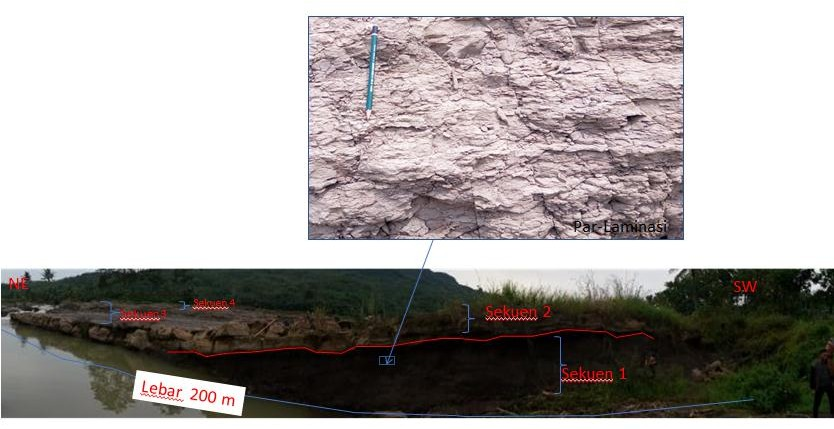 Par-Laminasi
NE
SW
Sekuen 4
Sekuen 3
Sekuen 2
Sekuen 1
Lebar 200 m